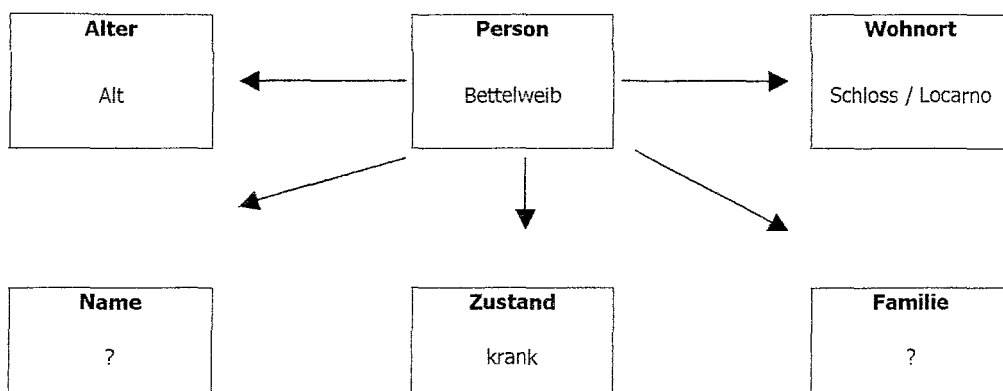 Alter
Alt
Person
Bettelweib
Wohnort
Schloss / Locarno
Name
?
Zustand
krank
Familie
?